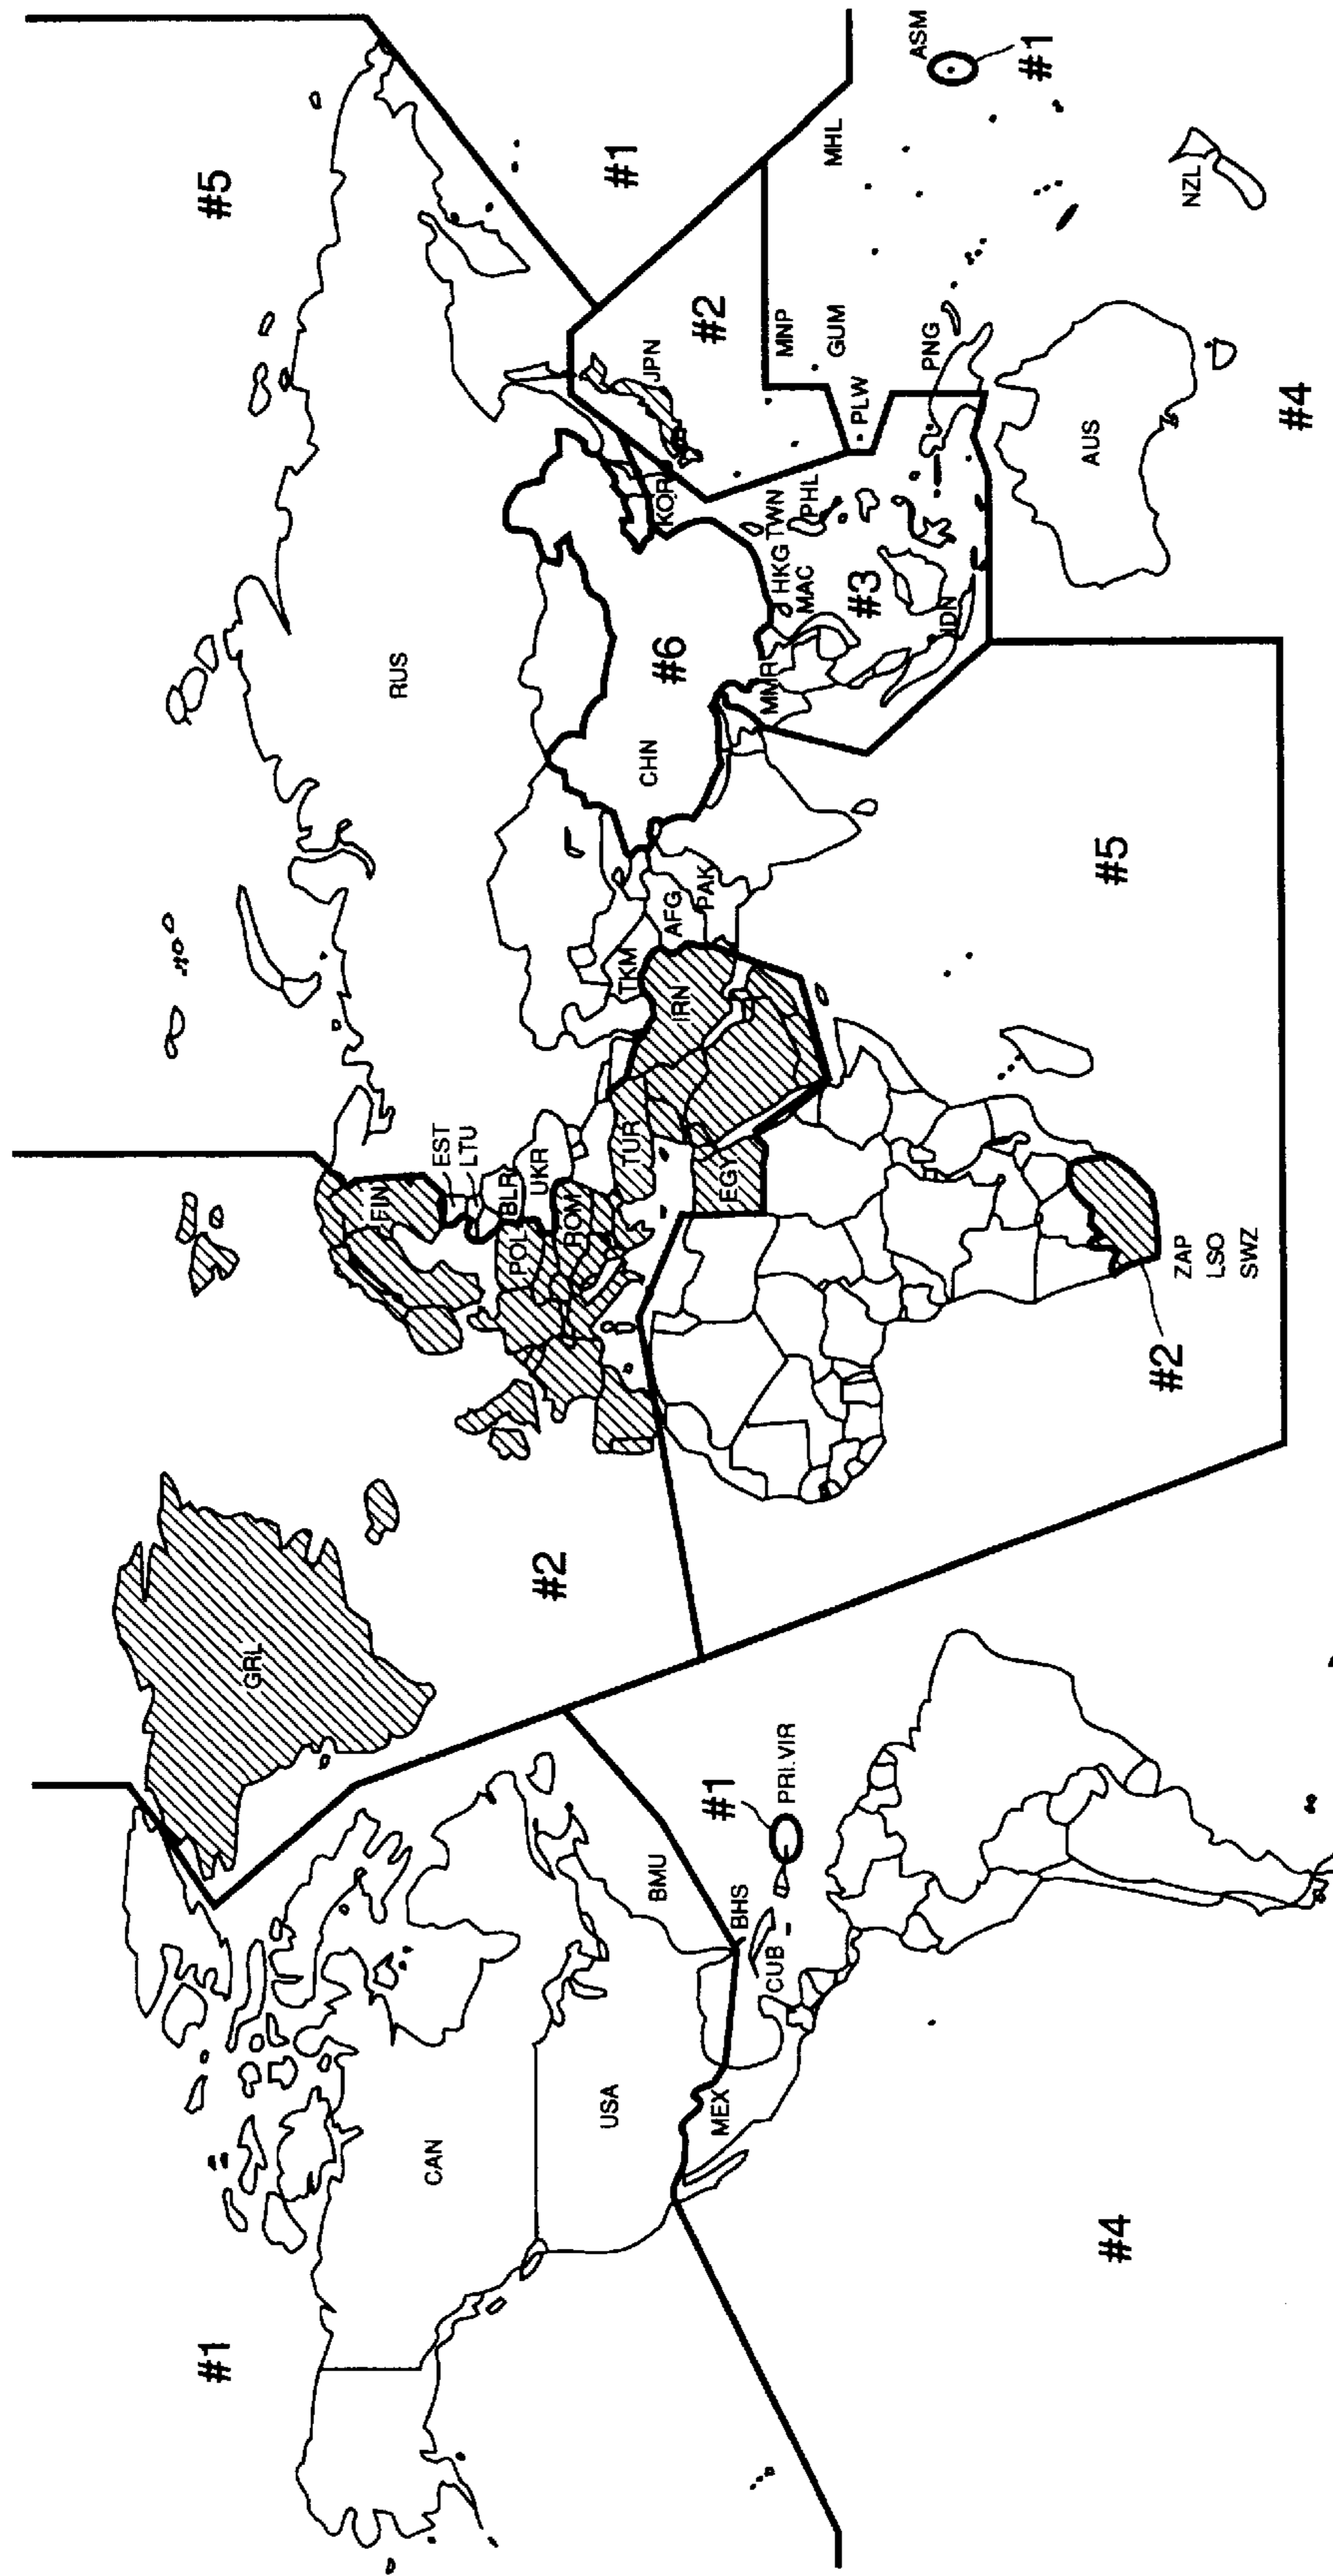 #1
CAN
USA
MEX
BMU
BHS
CUB
#1
PRI.VIR
#4
GRL
#2
FIN
EST
LTU
BLR
UKR
POL
ROM
TUR
EGY
IRN
TKM
AFG
PAK
ZAP
LSO
SWZ
#2
#5
RUS
#5
CHN
#6
MMR
HKG
MAC
TWN
PHL
#3
IDN
KOR
JPN
#2
#1
MNP
GUM
PLW
PNG
MHL
ASM
#1
AUS
NZL
#4